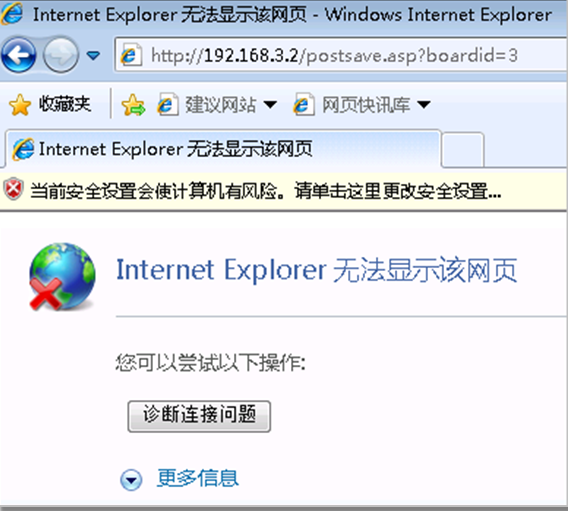 Internet Explorer 无法显示该网页 - Windows Internet Explorer
http://192.168.3.2/postsave.asp?boardid=3
收藏夹 建议网站 网页快讯库
Internet Explorer 无法显示该网页
当前安全设置会使计算机有风险。请单击这里更改安全设置...
Internet Explorer 无法显示该网页
您可以尝试以下操作:
诊断连接问题
更多信息